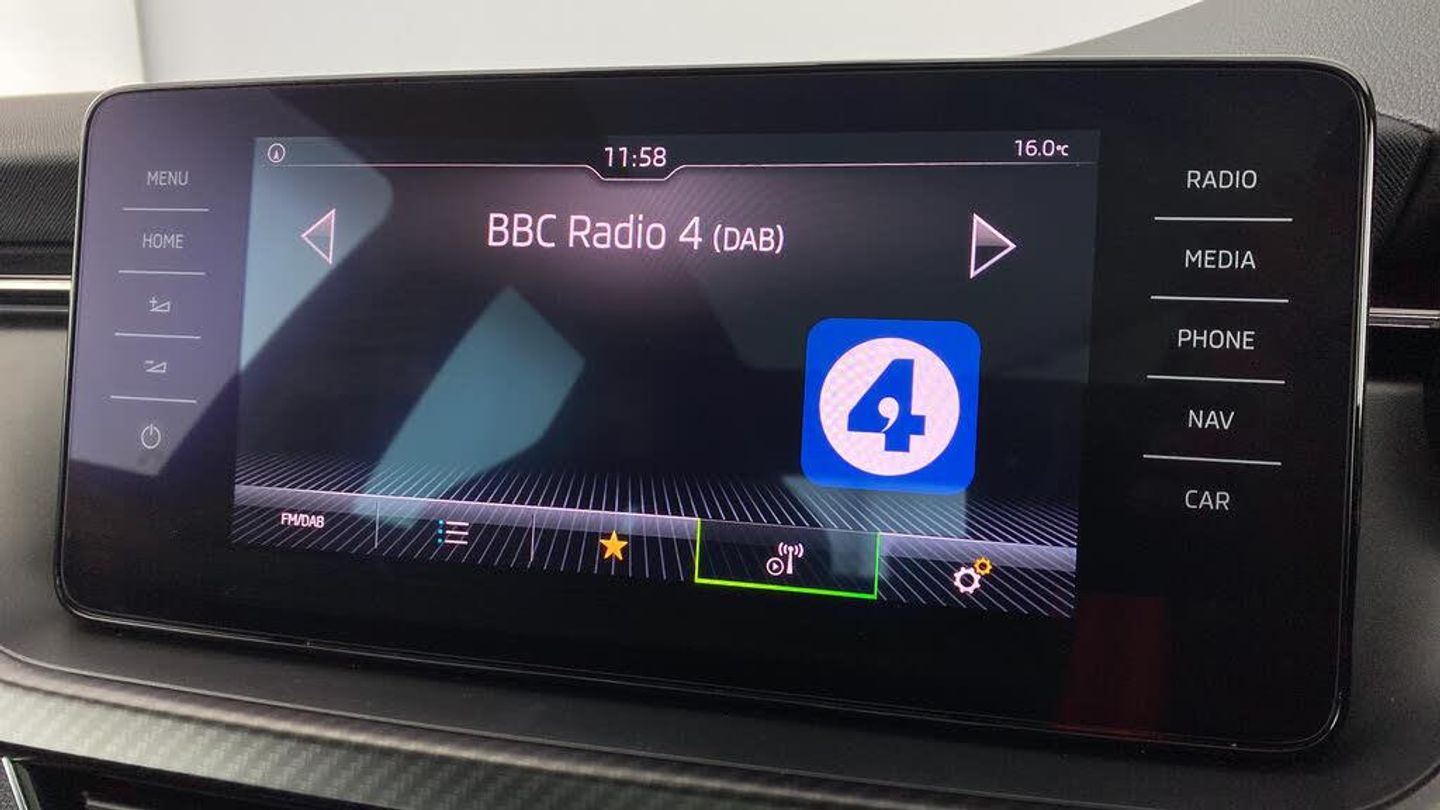 11:58
16.0°C
BBC Radio 4 (DAB)
4
FM/DAB
MENU
HOME
RADIO
MEDIA
PHONE
NAV
CAR